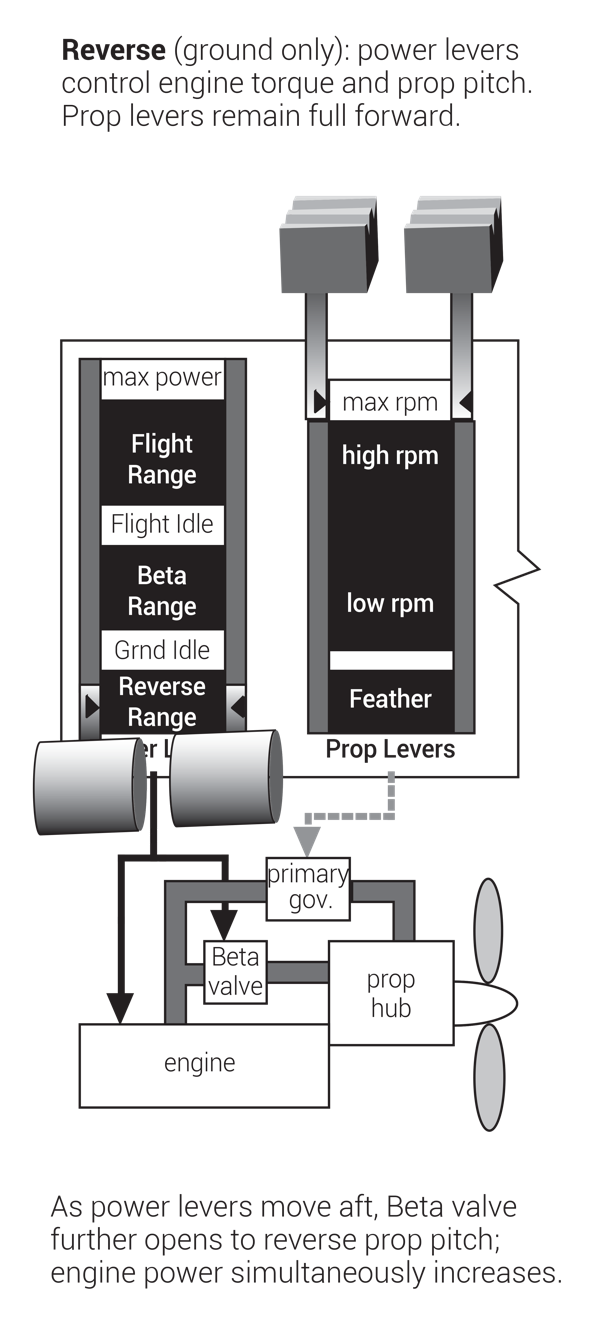 Reverse (ground only): power levers
control engine torque and prop pitch.
Prop levers remain full forward.
max power
Flight
Range
Flight Idle
Beta
Range
Grnd Idle
Reverse
Range
max rpm
high rpm
low rpm
Feather
Prop Levers
primary
gov.
Beta
valve
prop
hub
engine
As power levers move aft, Beta valve
further opens to reverse prop pitch;
engine power simultaneously increases.